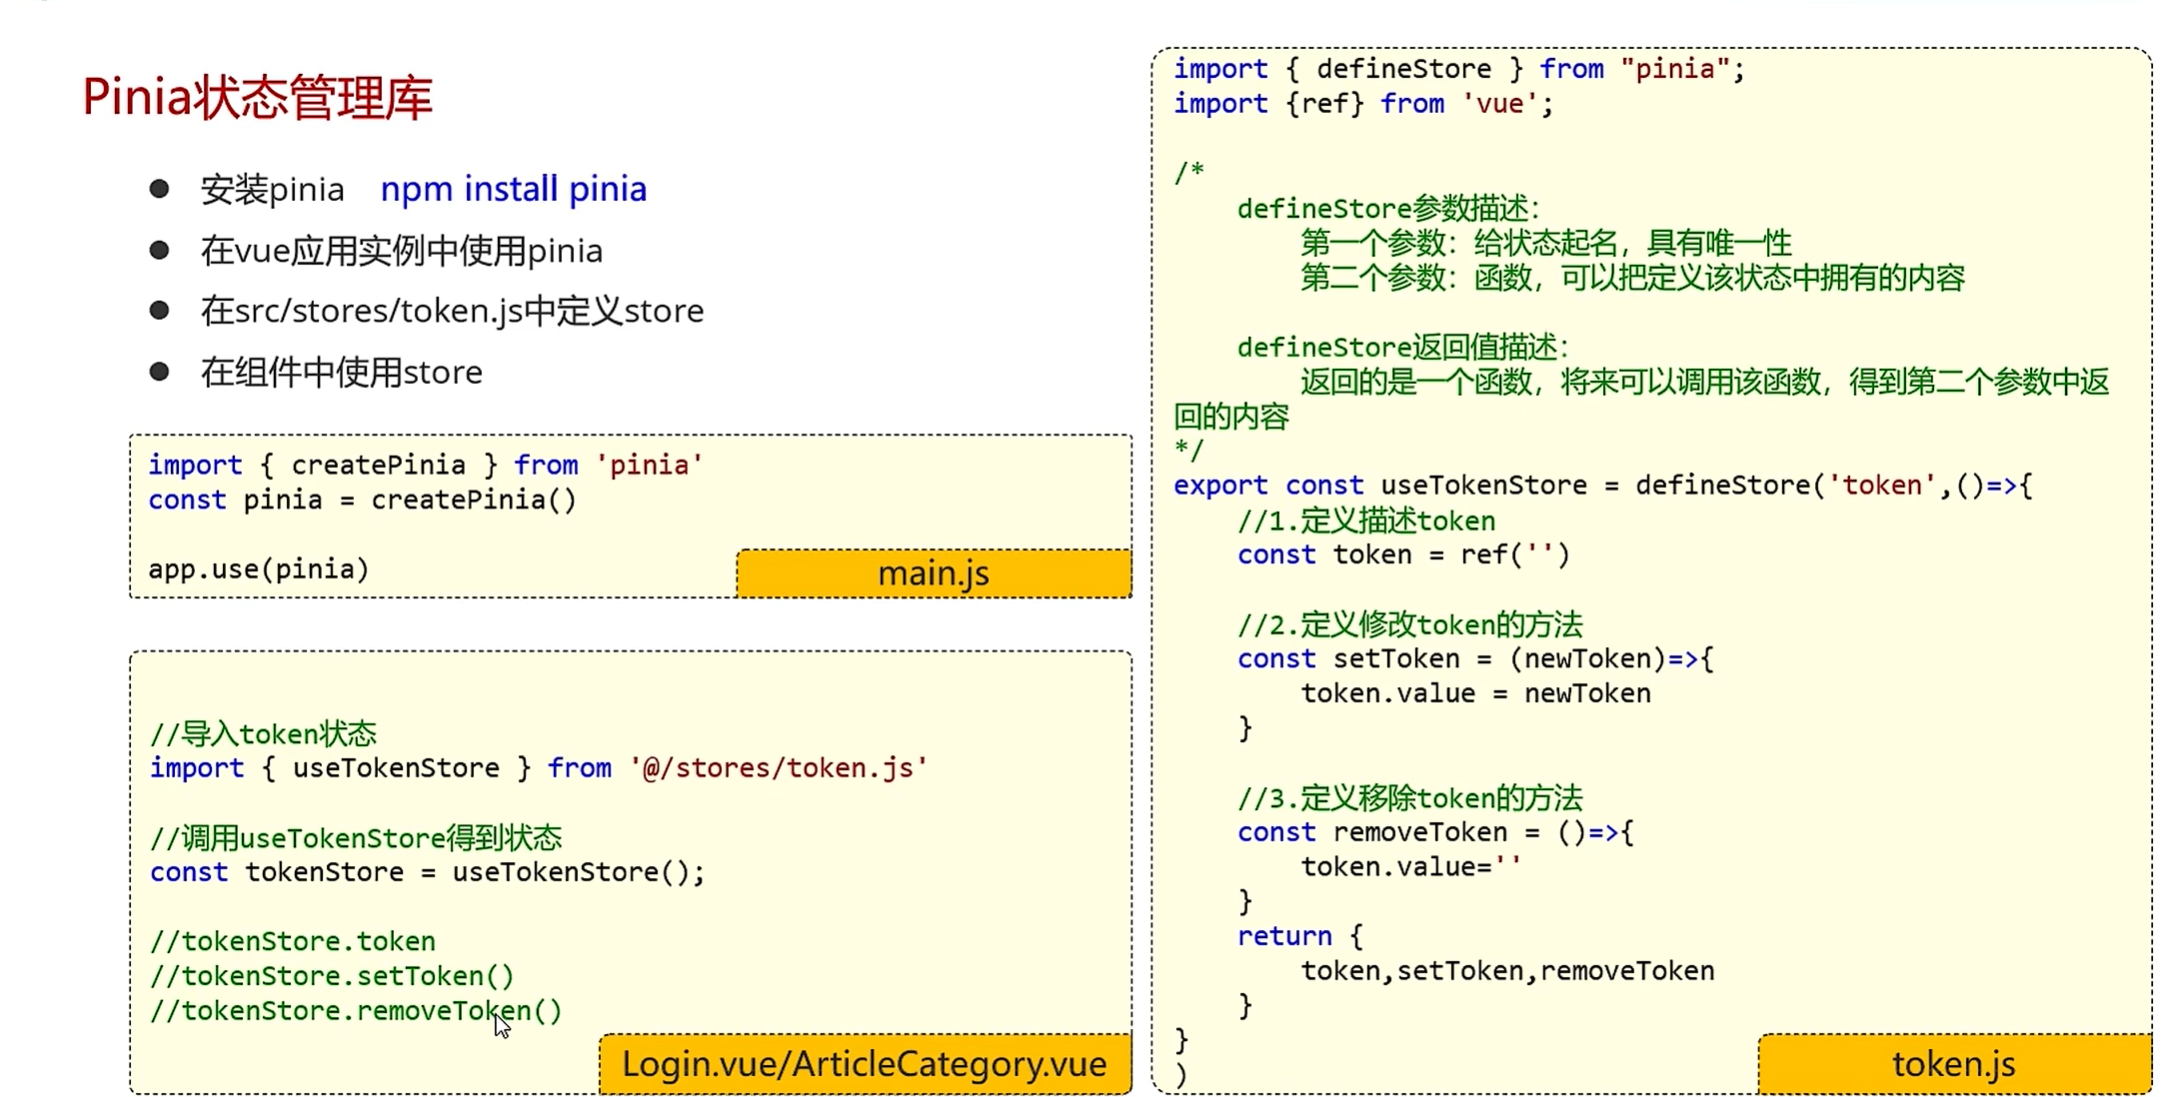 Pinia状态管理库
● 安装pinia npm install pinia
● 在vue应用实例中使用pinia
● 在src/stores/token.js中定义store
● 在组件中使用store
import { createPinia } from 'pinia'
const pinia = createPinia()
app.use(pinia)
main.js
//导入token状态
import { useTokenStore } from '@/stores/token.js'
//调用useTokenStore得到状态
const tokenStore = useTokenStore();
//tokenStore.token
//tokenStore.setToken()
//tokenStore.removeToken()
Login.vue/ArticleCategory.vue
import { defineStore } from "pinia";
import {ref} from 'vue';
/*
defineStore参数描述：
第一个参数：给状态起名，具有唯一性
第二个参数：函数，可以把定义该状态中拥有的内容
defineStore返回值描述：
返回的是一个函数，将来可以调用该函数，得到第二个参数中返
回的内容
*/
export const useTokenStore = defineStore('token',()=>{
//1.定义描述token
const token = ref('')
//2.定义修改token的方法
const setToken = (newToken)=>{
token.value = newToken
}
//3.定义移除token的方法
const removeToken = ()=>{
token.value=''
}
return {
token,setToken,removeToken
}
}
)
token.js